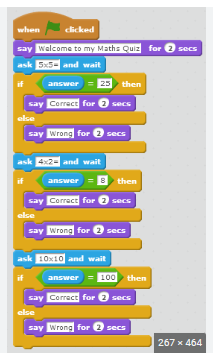 when clicked
say Welcome to my Maths Quiz for 2 secs
ask 5x5= and wait
if answer = 25 then
say Correct for 2 secs
else
say Wrong for 2 secs
ask 4x2= and wait
if answer = 8 then
say Correct for 2 secs
else
say Wrong for 2 secs
ask 10x10 and wait
if answer = 100 then
say Correct for 2 secs
else
say Wrong for 2 secs
267 × 464